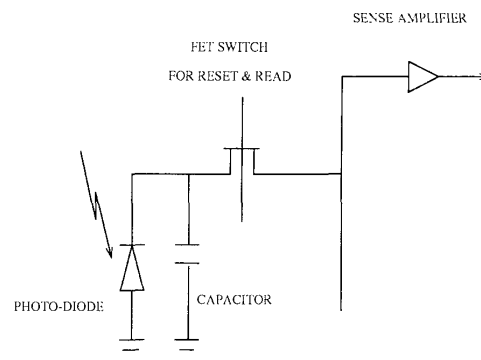 SENSE AMPLIFIER
FET SWITCH
FOR RESET & READ
PHOTO-DIODE
CAPACITOR